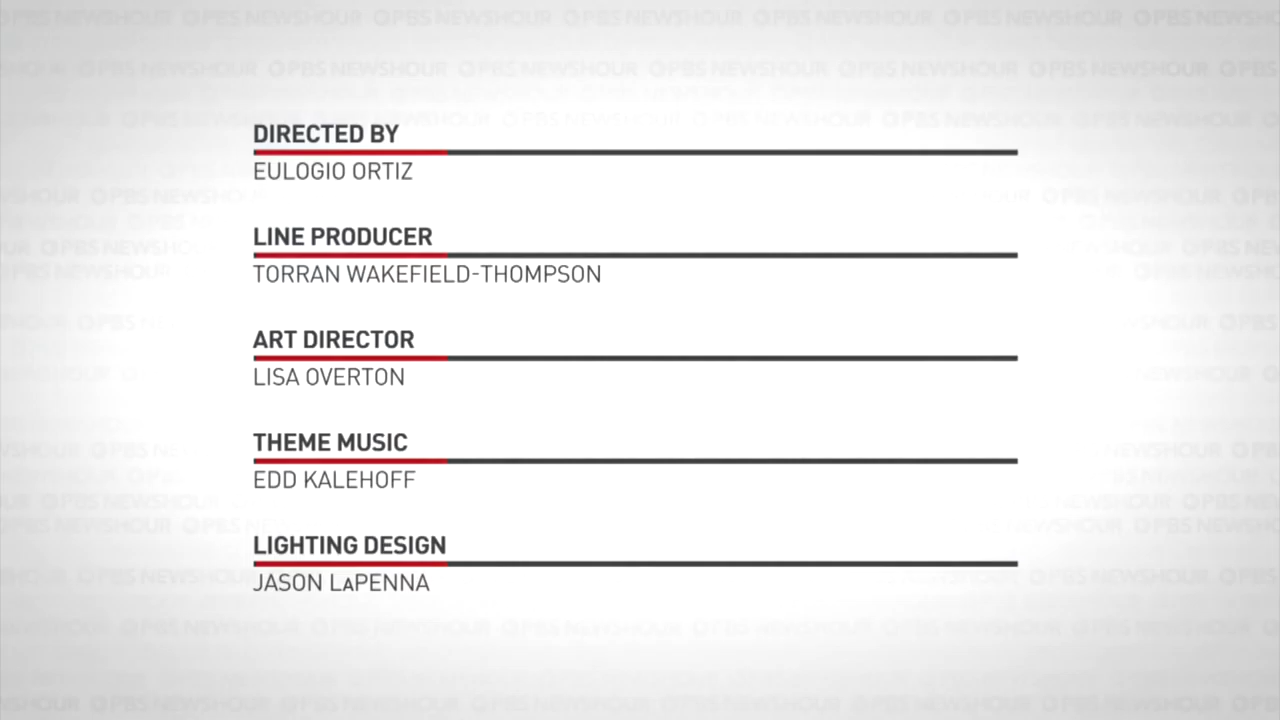 DIRECTED BY
EULOGIO ORTIZ
LINE PRODUCER
TORRAN WAKEFIELD-THOMPSON
ART DIRECTOR
LISA OVERTON
THEME MUSIC
EDD KALEHOFF
LIGHTING DESIGN
JASON LaPENNA